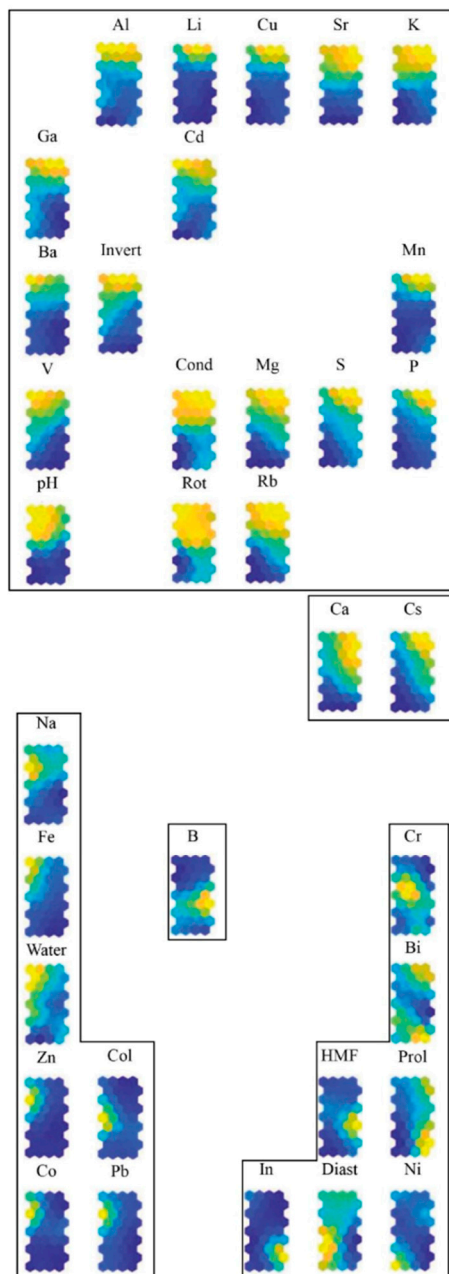 Al Li Cu Sr K
Ga Cd
Ba Invert Mn
V Cond Mg S P
pH Rot Rb
Ca Cs
Na
Fe B Cr
Water Bi
Zn Col HMF Prol
Co Pb In Diast Ni